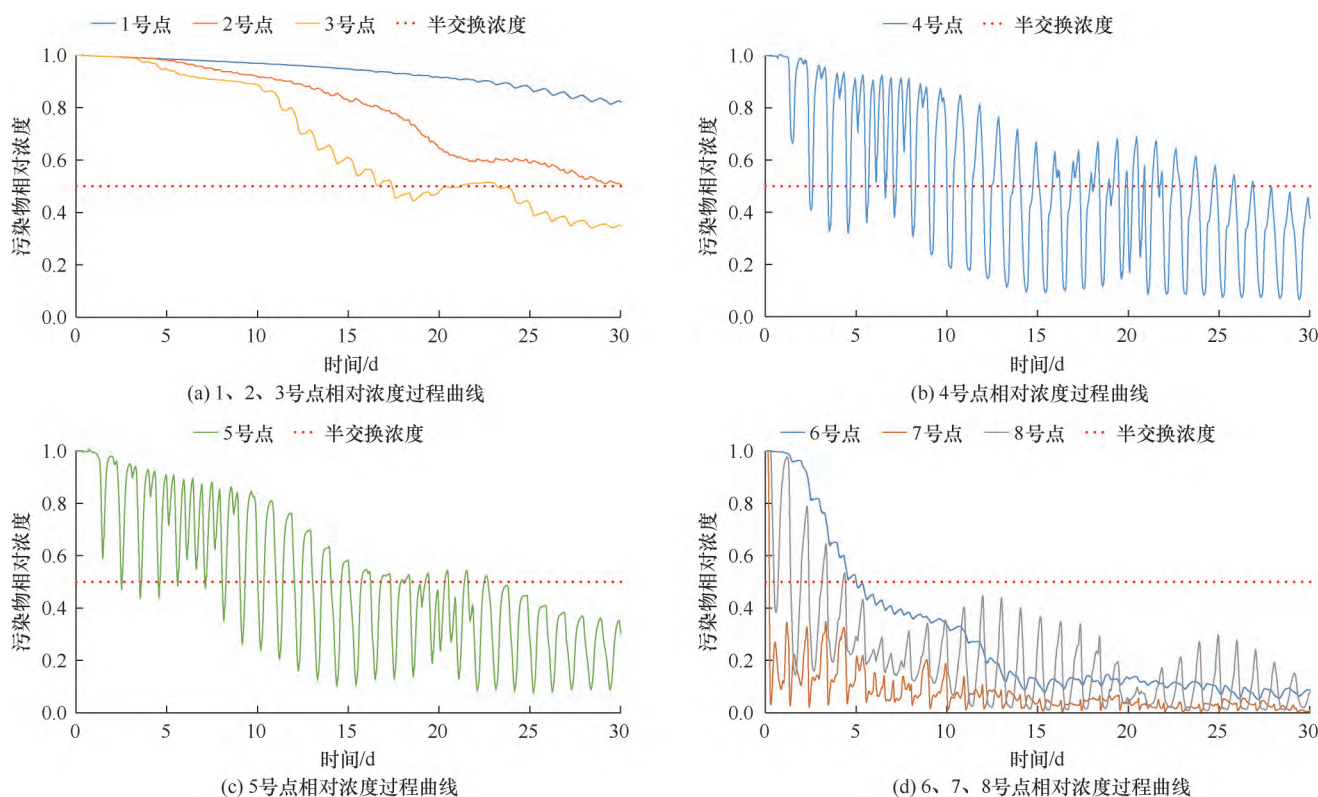 1号点 2号点 3号点 半交换浓度
1.0
0.8
0.6
0.4
0.2
0.0
污染物相对浓度
0 5 10 15 20 25 30
时间/d
(a) 1、2、3号点相对浓度过程曲线
4号点 半交换浓度
1.0
0.8
0.6
0.4
0.2
0.0
污染物相对浓度
0 5 10 15 20 25 30
时间/d
(b) 4号点相对浓度过程曲线
5号点 半交换浓度
1.0
0.8
0.6
0.4
0.2
0.0
污染物相对浓度
0 5 10 15 20 25 30
时间/d
(c) 5号点相对浓度过程曲线
6号点 7号点 8号点 半交换浓度
1.0
0.8
0.6
0.4
0.2
0.0
污染物相对浓度
0 5 10 15 20 25 30
时间/d
(d) 6、7、8号点相对浓度过程曲线